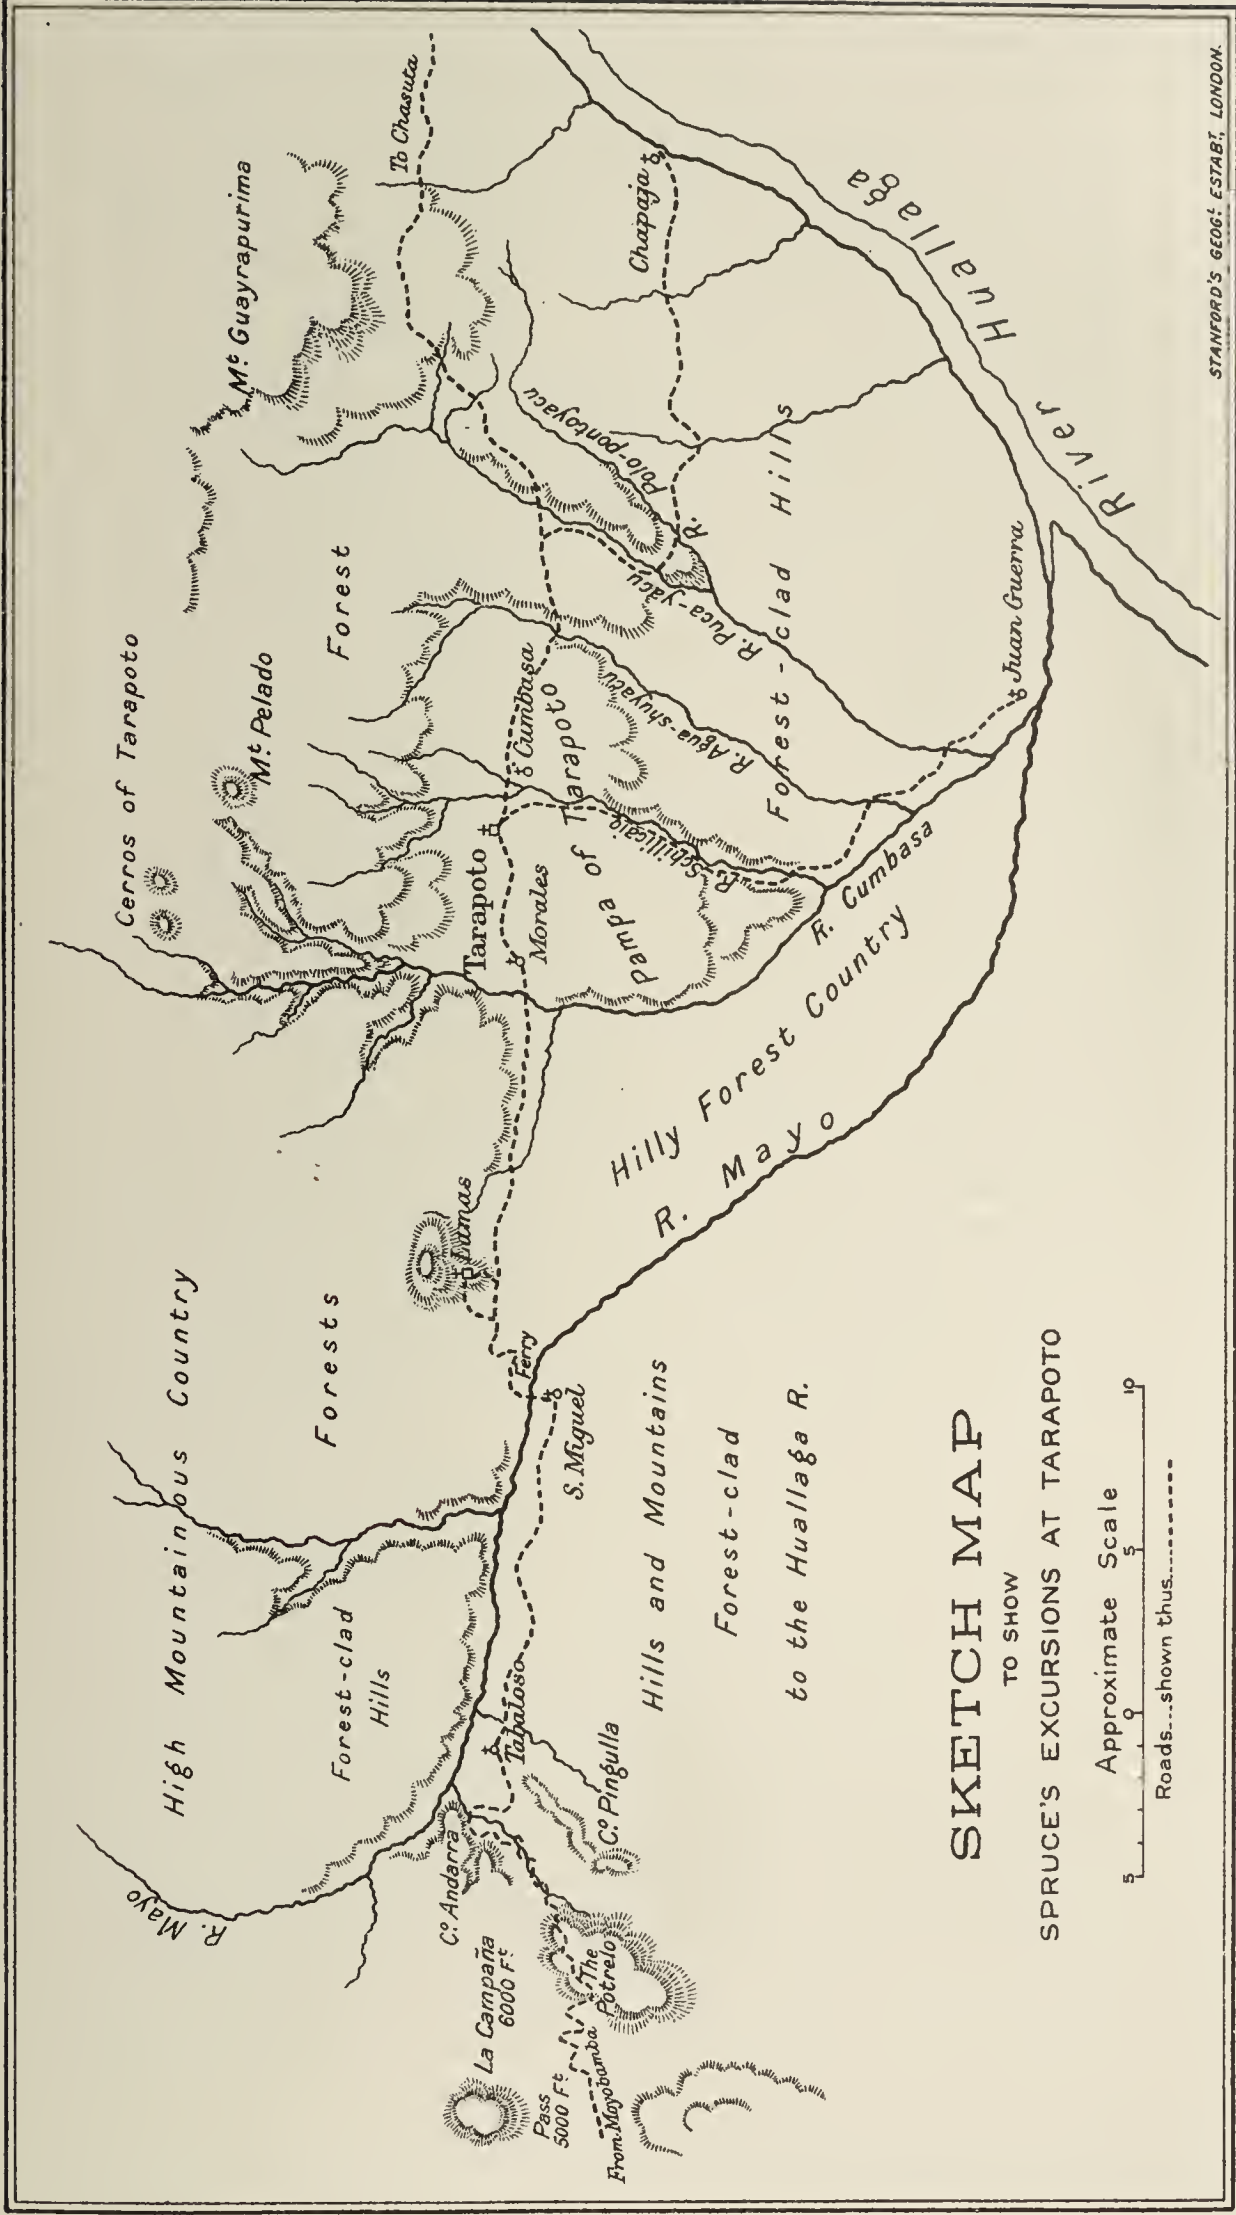 High Mountainous Country
Cerros of Tarapoto
Mt. Guayrapurima
Mt. Pelado
Forest
Forests
Forest-clad
Hills
R. Mayo
To Chasuta
Tarapoto
Morales
Cumbasa
Lamas
Ferry
S. Miguel
Tabaloso
Co. Pingulla
Co. Andarra
La Campaña
6000 Ft.
Pass
5000 Ft.
From Moyobamba
The
Potrelo
Pampa of Tarapoto
R. Schillicaio
R. Agua-shuyacu
R. Puca-yacu
R. Polo-pontoyacu
Chapaja
Forest-clad Hills
Juan Guerra
R. Cumbasa
Hilly Forest Country
R. Mayo
River Huallaga
Hills and Mountains
Forest-clad
to the Huallaga R.
SKETCH MAP
TO SHOW
SPRUCE'S EXCURSIONS AT TARAPOTO
Approximate Scale
5 0 5 10
Roads...shown thus
STANFORD'S GEOGL. ESTABT., LONDON.